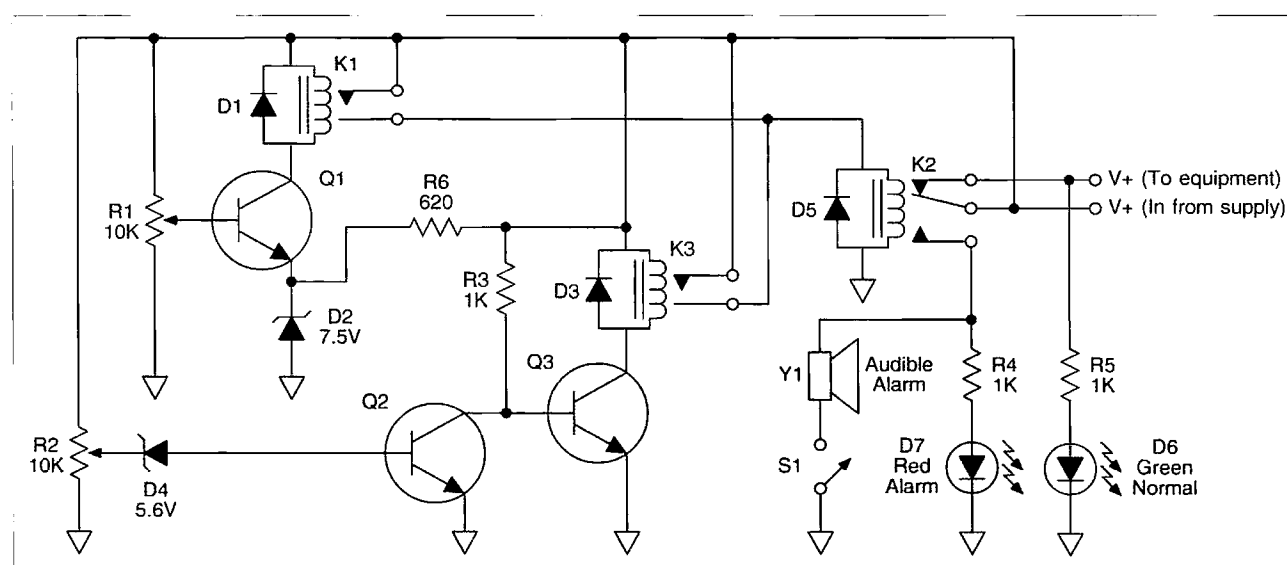 K1
D1
Q1
R1
10K
R6
620
K2
V+ (To equipment)
V+ (In from supply)
D5
K3
R3
1K
D3
D2
7.5V
Q3
Q2
Y1
Audible
Alarm
R4
1K
R5
1K
R2
10K
D4
5.6V
S1
D7
Red
Alarm
D6
Green
Normal